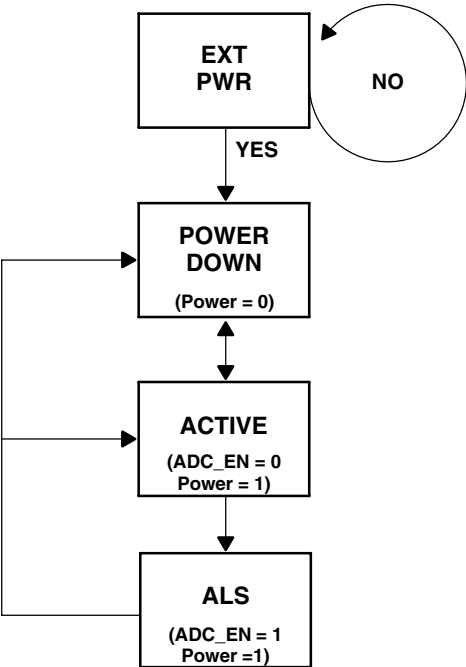 EXT
PWR
NO
YES
POWER
DOWN
(Power = 0)
ACTIVE
(ADC_EN = 0
Power = 1)
ALS
(ADC_EN = 1
Power =1)